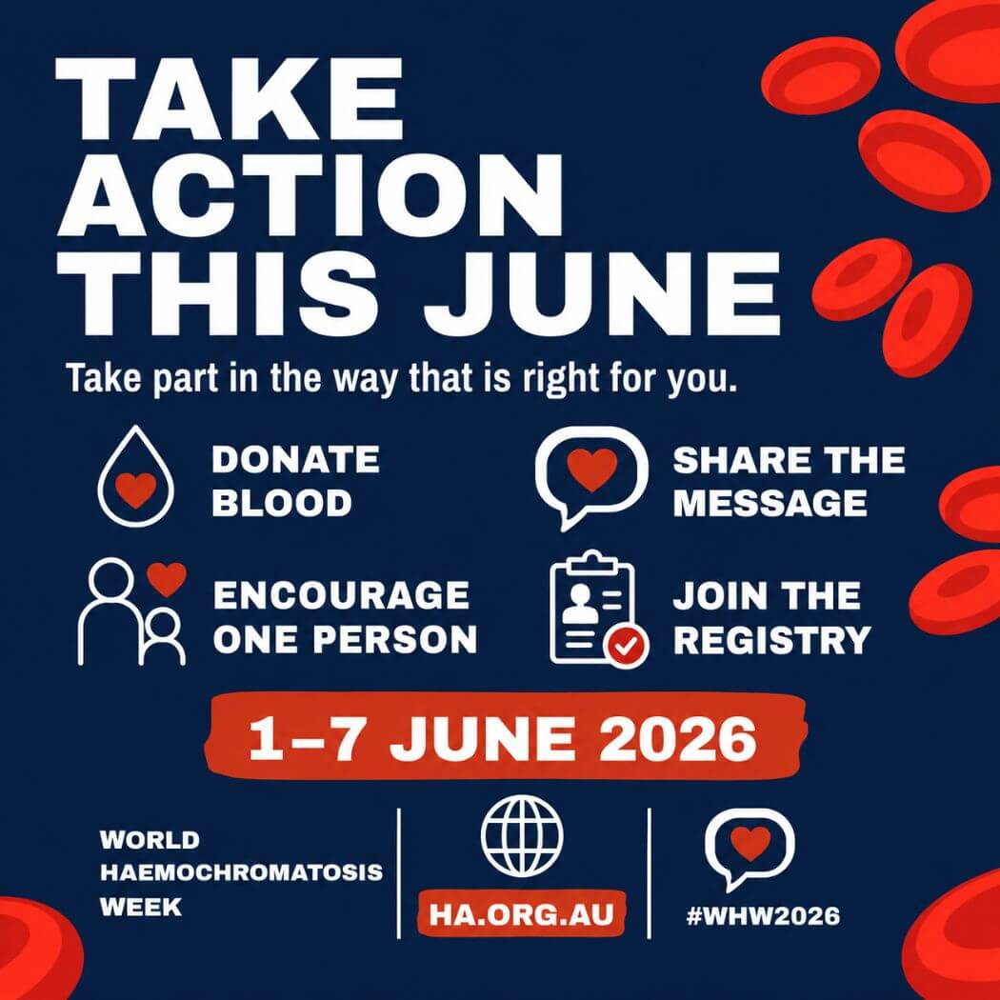 TAKE
ACTION
THIS JUNE
Take part in the way that is right for you.
DONATE
BLOOD
SHARE THE
MESSAGE
ENCOURAGE
ONE PERSON
JOIN THE
REGISTRY
1–7 JUNE 2026
WORLD
HAEMOCHROMATOSIS
WEEK
HA.ORG.AU
#WHW2026